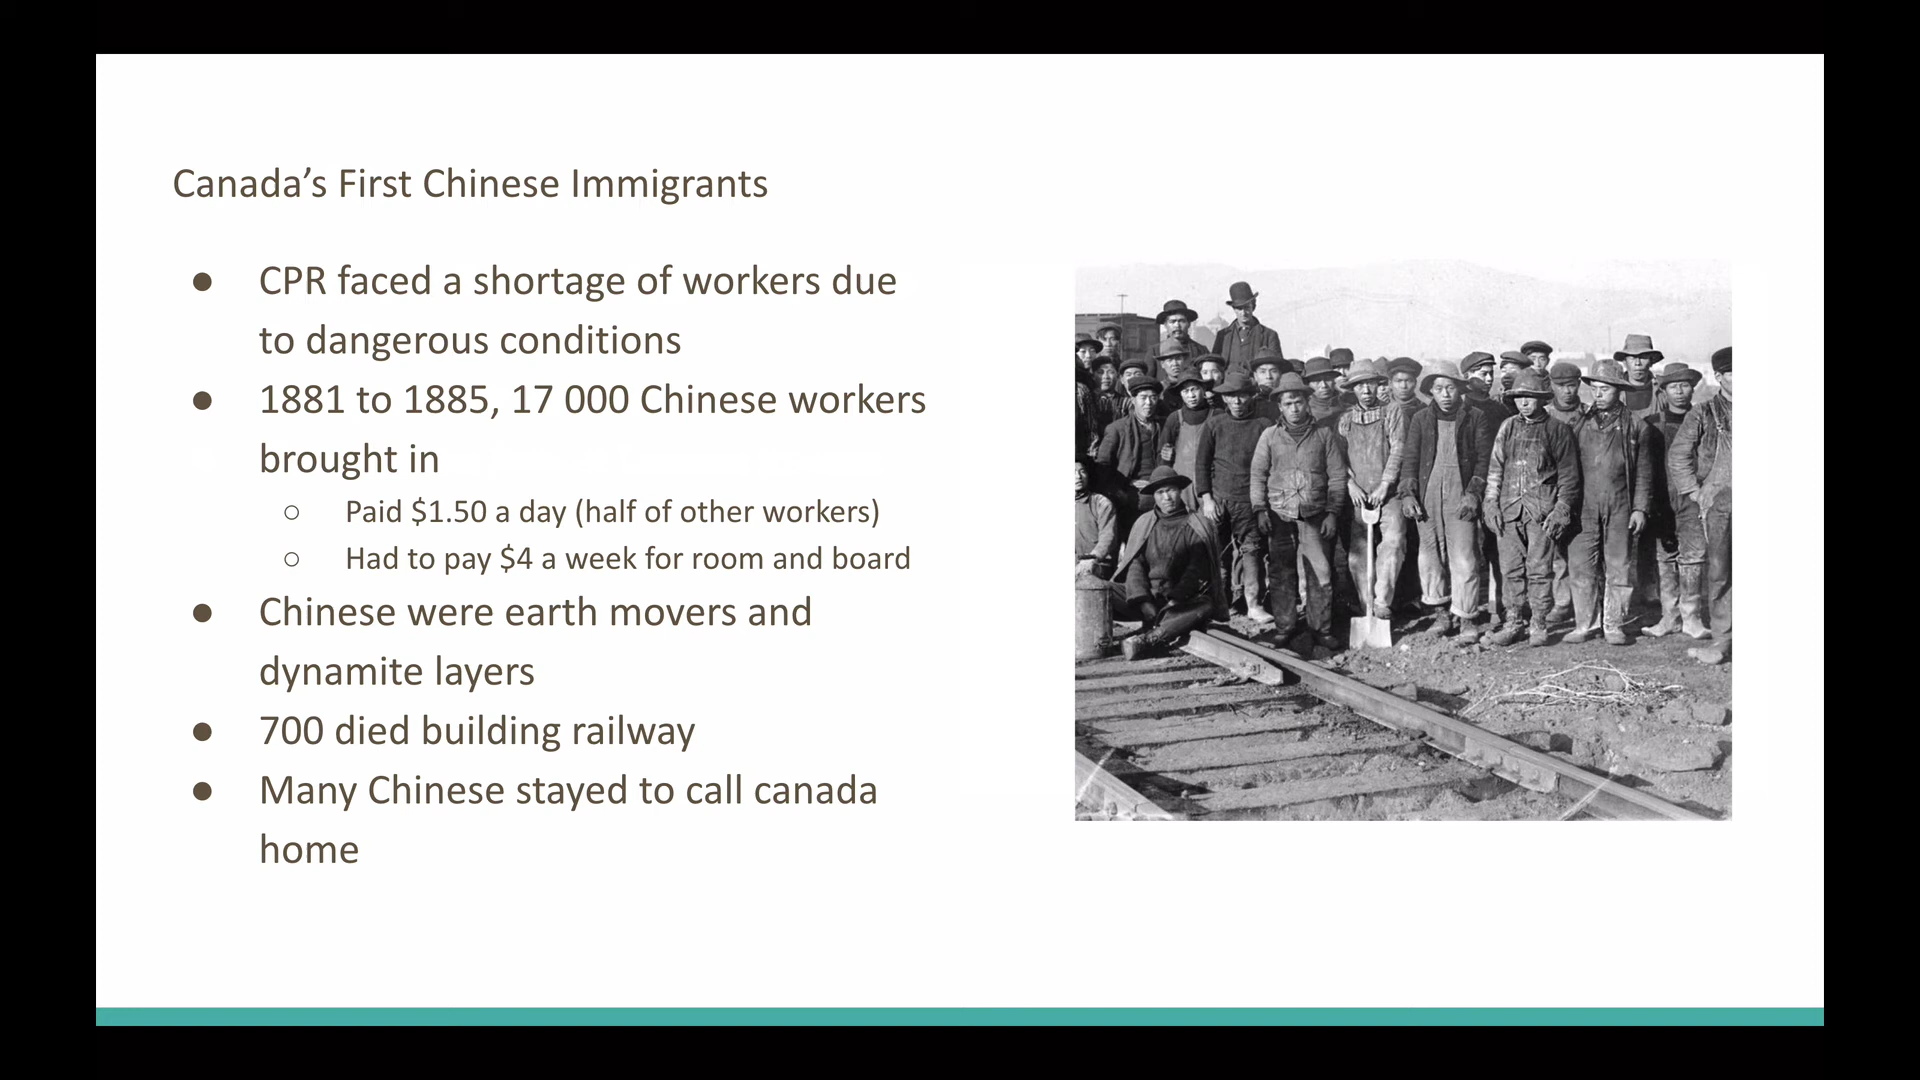 Canada’s First Chinese Immigrants
● CPR faced a shortage of workers due
to dangerous conditions
● 1881 to 1885, 17 000 Chinese workers
brought in
○ Paid $1.50 a day (half of other workers)
○ Had to pay $4 a week for room and board
● Chinese were earth movers and
dynamite layers
● 700 died building railway
● Many Chinese stayed to call canada
home